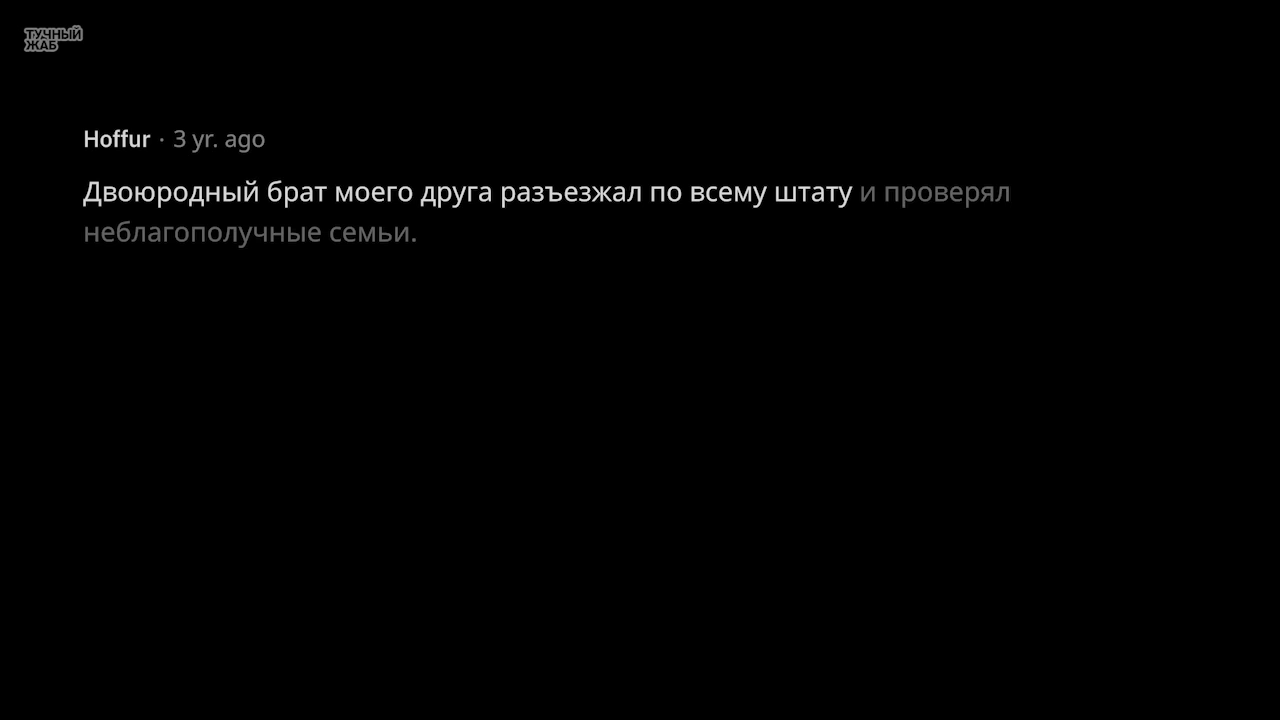 ТУЧНЫЙ
ЖАБ
Hoffur · 3 yr. ago
Двоюродный брат моего друга разъезжал по всему штату и проверял
неблагополучные семьи.